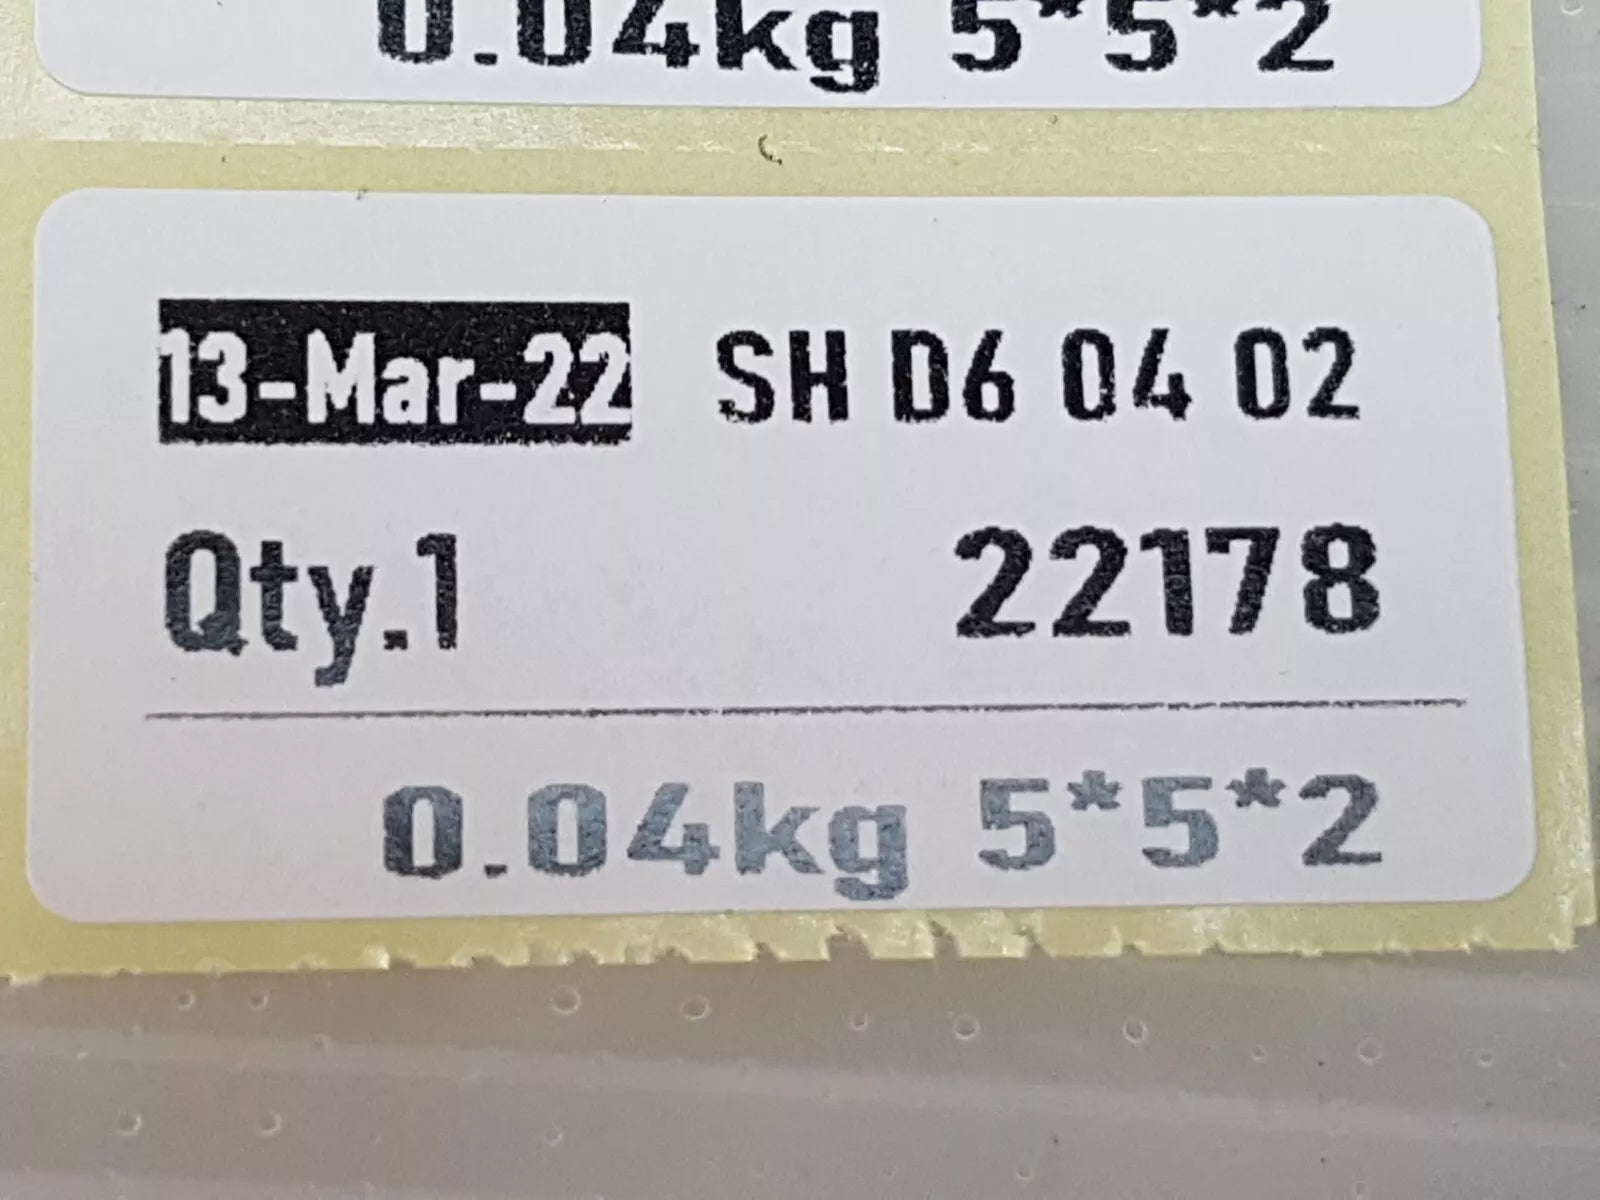 0.04kg 5*5*2
13-Mar-22 SH D6 04 02
Qty.1 22178
0.04kg 5*5*2